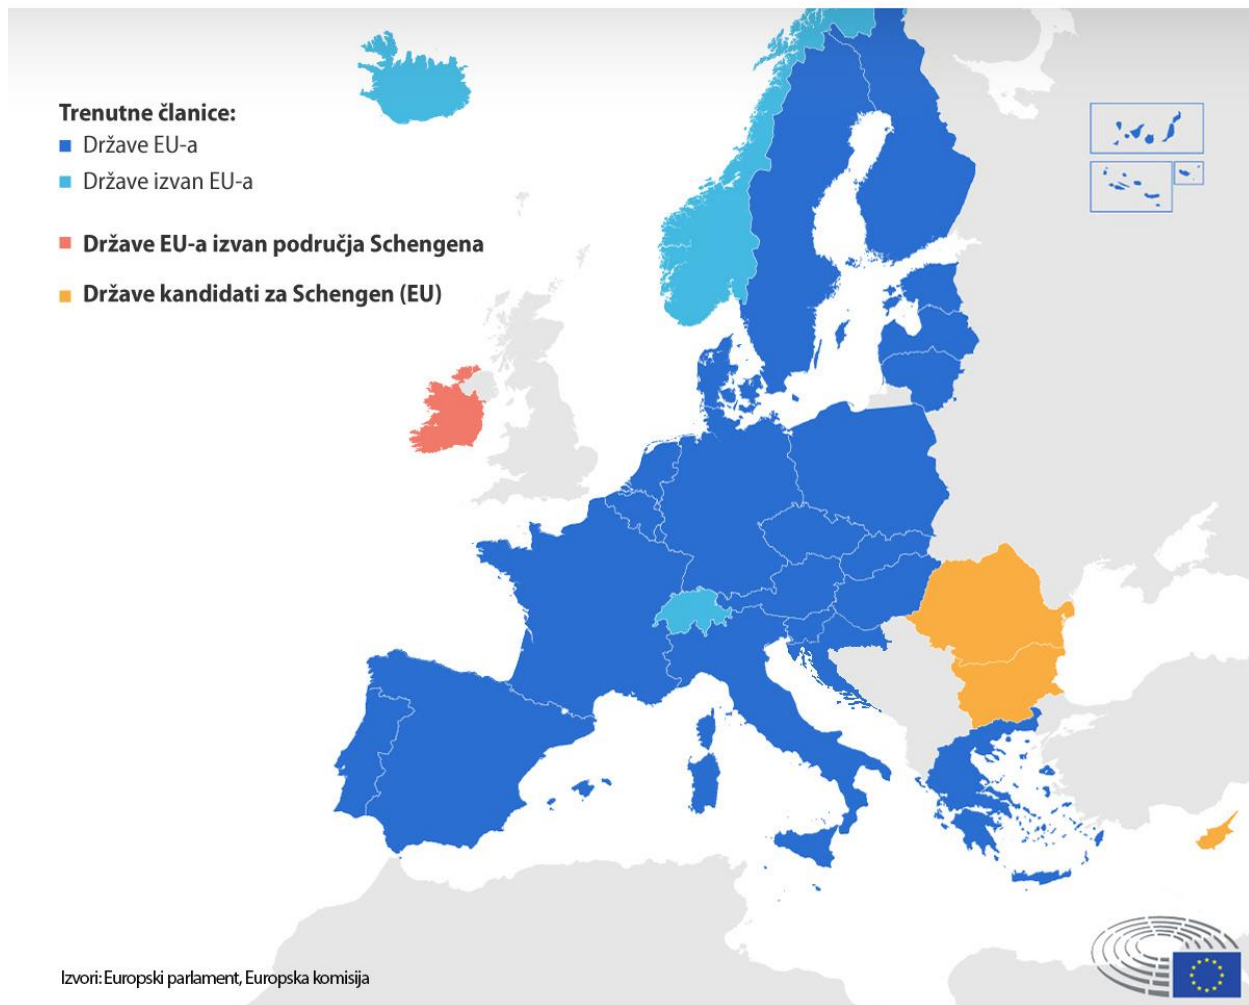 Trenutne članice:
Države EU-a
Države izvan EU-a
Države EU-a izvan područja Schengena
Države kandidati za Schengen (EU)
Izvori: Europski parlament, Europska komisija